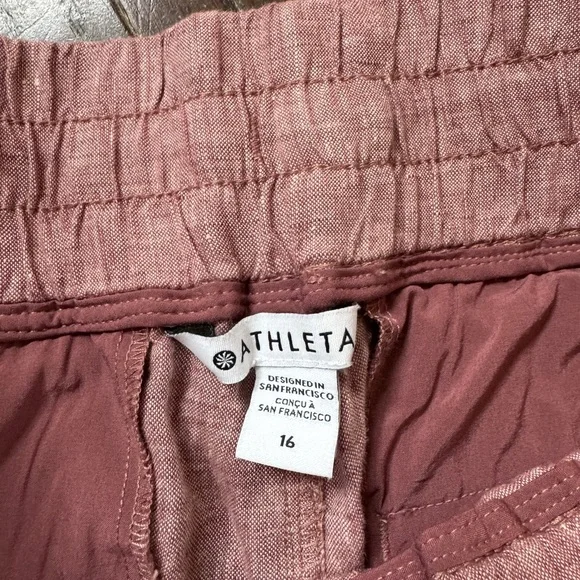 ATHLETA
DESIGNED IN
SAN FRANCISCO
CONÇU À
SAN FRANCISCO
16